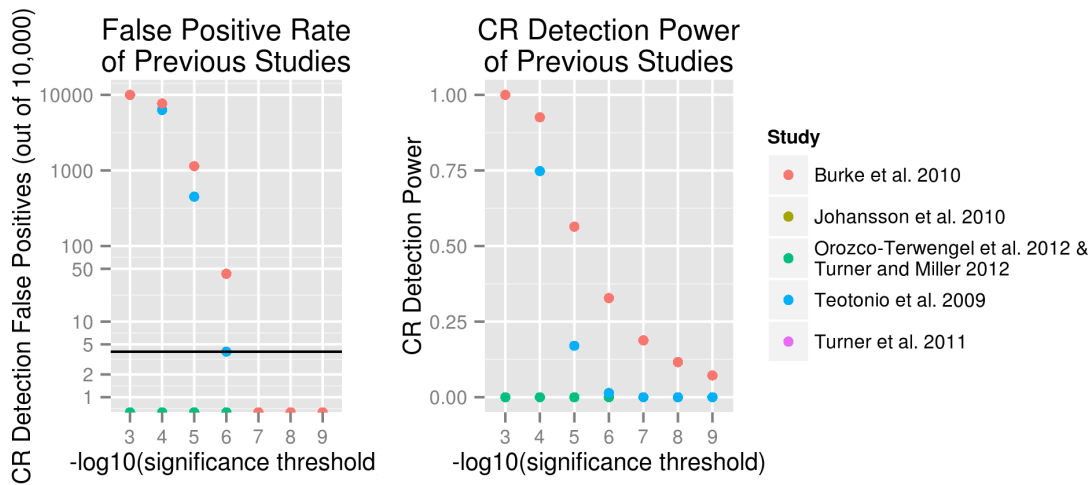 False Positive Rate
of Previous Studies
CR Detection False Positives (out of 10,000)
10000
1000
100
50
10
5
2
1
3 4 5 6 7 8 9
-log10(significance threshold
CR Detection Power
of Previous Studies
CR Detection Power
1.00
0.75
0.50
0.25
0.00
3 4 5 6 7 8 9
-log10(significance threshold)
Study
Burke et al. 2010
Johansson et al. 2010
Orozco-Terwengel et al. 2012 &
Turner and Miller 2012
Teotonio et al. 2009
Turner et al. 2011